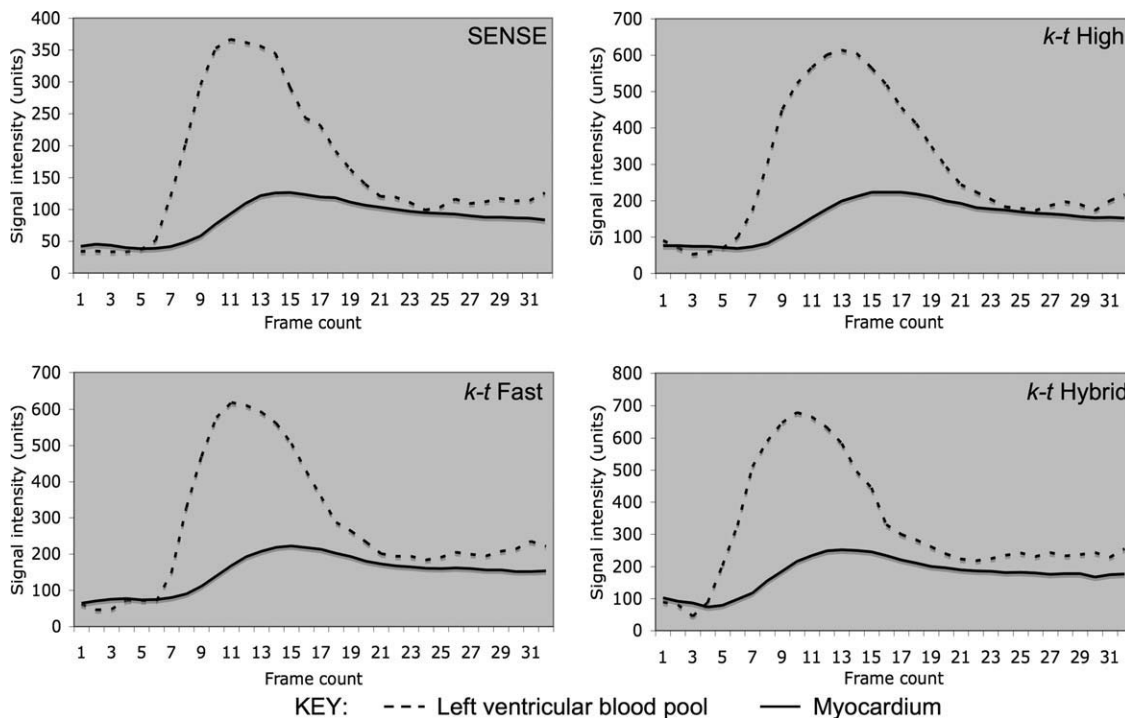 SENSE
Signal intensity (units)
400
350
300
250
200
150
100
50
0
1 3 5 7 9 11 13 15 17 19 21 23 25 27 29 31
Frame count
k-t High
Signal intensity (units)
700
600
500
400
300
200
100
0
1 3 5 7 9 11 13 15 17 19 21 23 25 27 29 31
Frame count
k-t Fast
Signal intensity (units)
700
600
500
400
300
200
100
0
1 3 5 7 9 11 13 15 17 19 21 23 25 27 29 31
Frame count
k-t Hybrid
Signal intensity (units)
800
700
600
500
400
300
200
100
0
1 3 5 7 9 11 13 15 17 19 21 23 25 27 29 31
Frame count
KEY: Left ventricular blood pool Myocardium